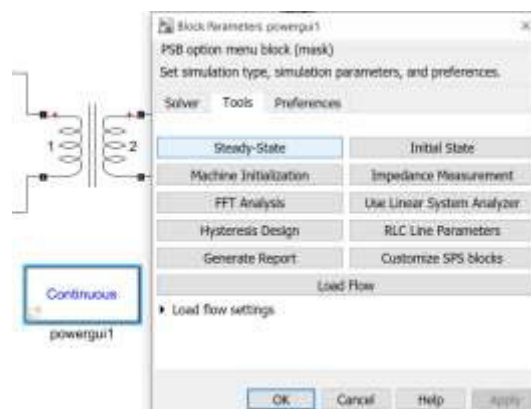 Block Parameters: powergui1
PSB option menu block (mask)
Set simulation type, simulation parameters, and preferences.
Solver Tools Preferences
Steady-State Initial State
Machine Initialization Impedance Measurement
FFT Analysis Use Linear System Analyzer
Hysteresis Design RLC Line Parameters
Generate Report Customize SPS blocks
Load Flow
Load flow settings
OK Cancel Help Apply
1 2
Continuous
powergui1